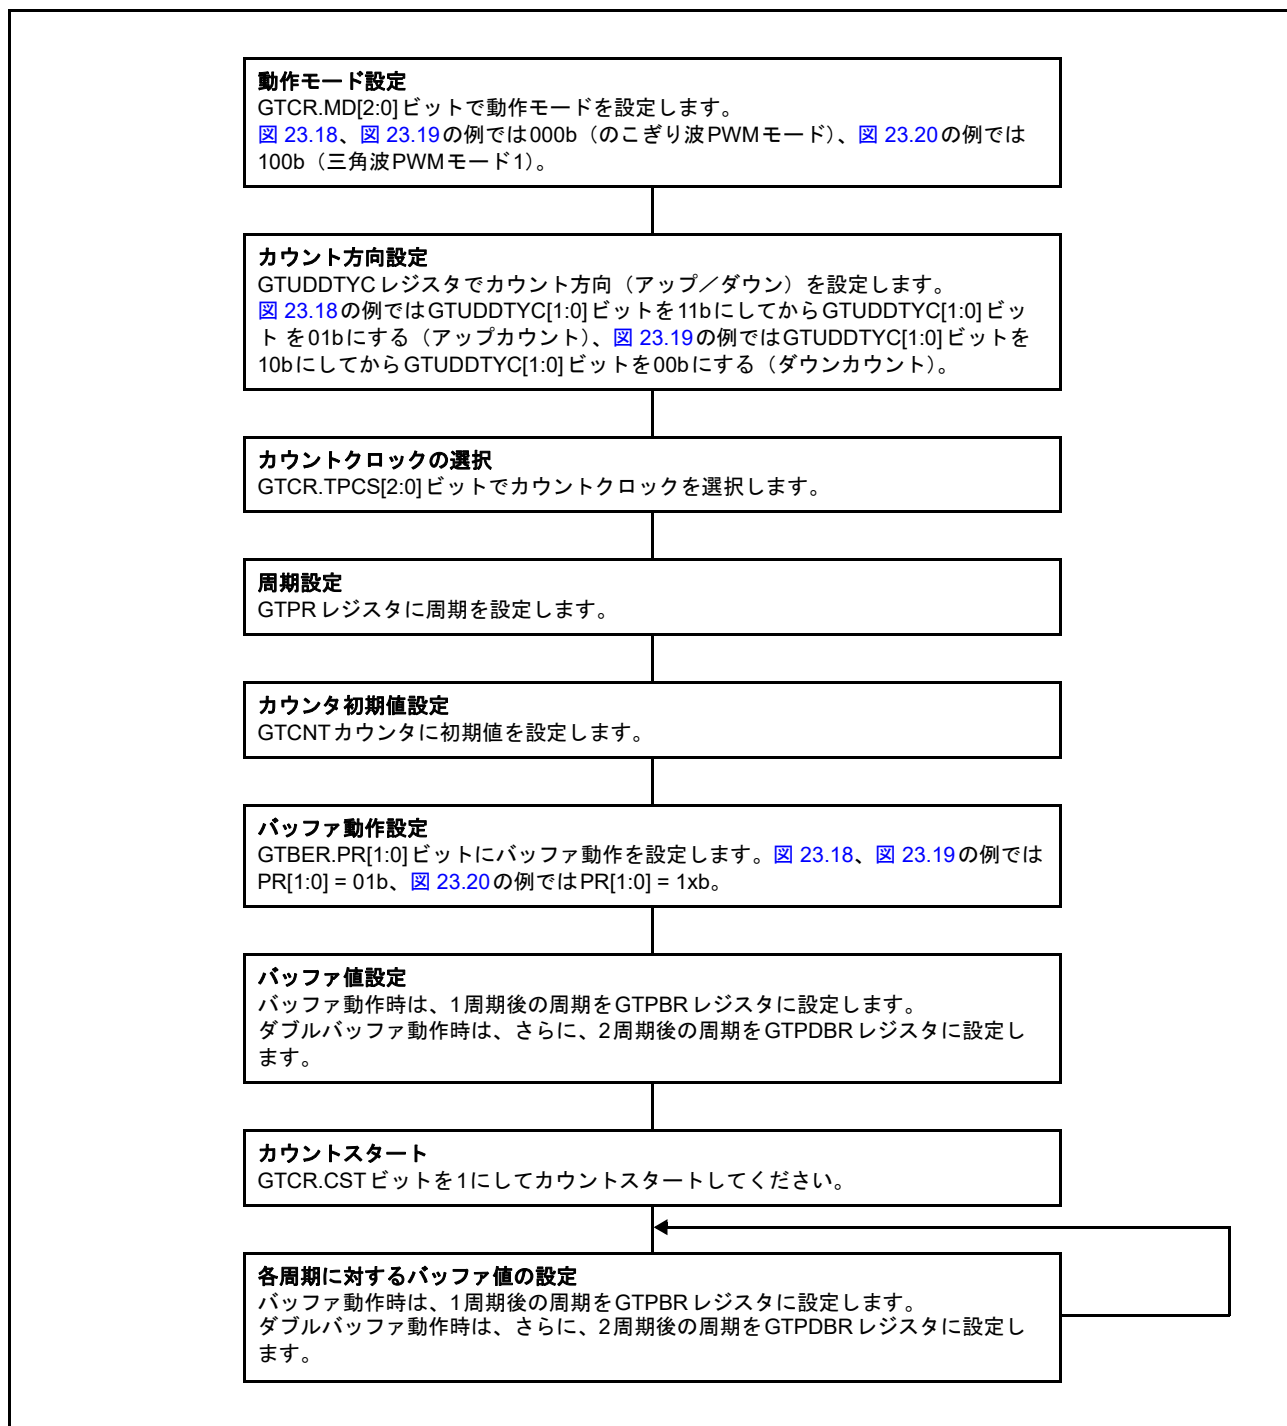 動作モード設定
GTCR.MD[2:0]ビットで動作モードを設定します。
図 23.18、図 23.19の例では000b（のこぎり波PWMモード）、図 23.20の例では
100b（三角波PWMモード1）。
カウント方向設定
GTUDDTYCレジスタでカウント方向（アップ／ダウン）を設定します。
図 23.18の例ではGTUDDTYC[1:0]ビットを11bにしてからGTUDDTYC[1:0]ビッ
ト を01bにする（アップカウント）、図 23.19の例ではGTUDDTYC[1:0]ビットを
10bにしてからGTUDDTYC[1:0]ビットを00bにする（ダウンカウント）。
カウントクロックの選択
GTCR.TPCS[2:0]ビットでカウントクロックを選択します。
周期設定
GTPRレジスタに周期を設定します。
カウンタ初期値設定
GTCNTカウンタに初期値を設定します。
バッファ動作設定
GTBER.PR[1:0]ビットにバッファ動作を設定します。図 23.18、図 23.19の例では
PR[1:0] = 01b、図 23.20の例ではPR[1:0] = 1xb。
バッファ値設定
バッファ動作時は、1周期後の周期をGTPBRレジスタに設定します。
ダブルバッファ動作時は、さらに、2周期後の周期をGTPDBRレジスタに設定し
ます。
カウントスタート
GTCR.CSTビットを1にしてカウントスタートしてください。
各周期に対するバッファ値の設定
バッファ動作時は、1周期後の周期をGTPBRレジスタに設定します。
ダブルバッファ動作時は、さらに、2周期後の周期をGTPDBRレジスタに設定し
ます。